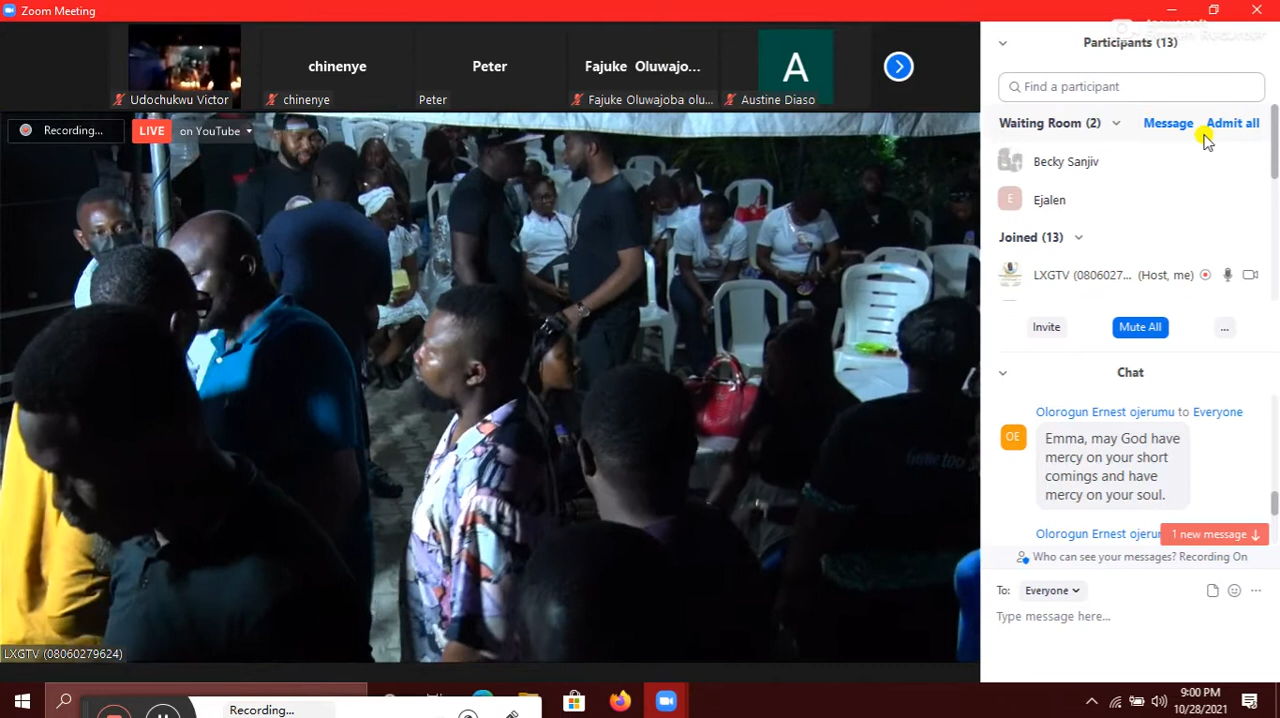 Zoom Meeting
Udochukwu Victor
chinenye
chinenye
Peter
Peter
Fajuke Oluwajo...
Fajuke Oluwajoba olu...
A
Austine Diaso
Recording...
LIVE on YouTube
LXGTV (08060279624)
Participants (13)
Find a participant
Waiting Room (2) Message Admit all
Becky Sanjiv
E Ejalen
Joined (13)
LXGTV (0806027... (Host, me)
Invite Mute All ...
Chat
Olorogun Ernest ojerumu to Everyone
OE
Emma, may God have
mercy on your short
comings and have
mercy on your soul.
Olorogun Ernest ojeru
1 new message
Who can see your messages? Recording On
To: Everyone
Type message here...
Recording...
9:00 PM
10/28/2021